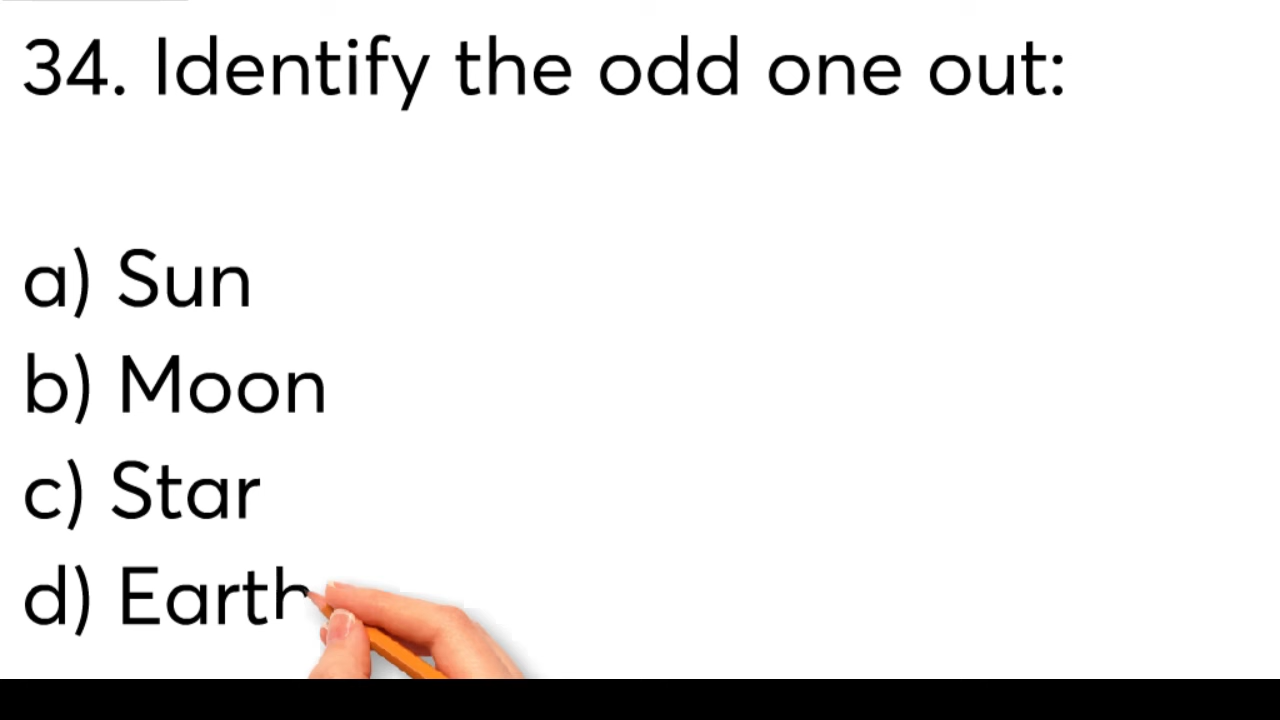 34. Identify the odd one out:
a) Sun
b) Moon
c) Star
d) Earth